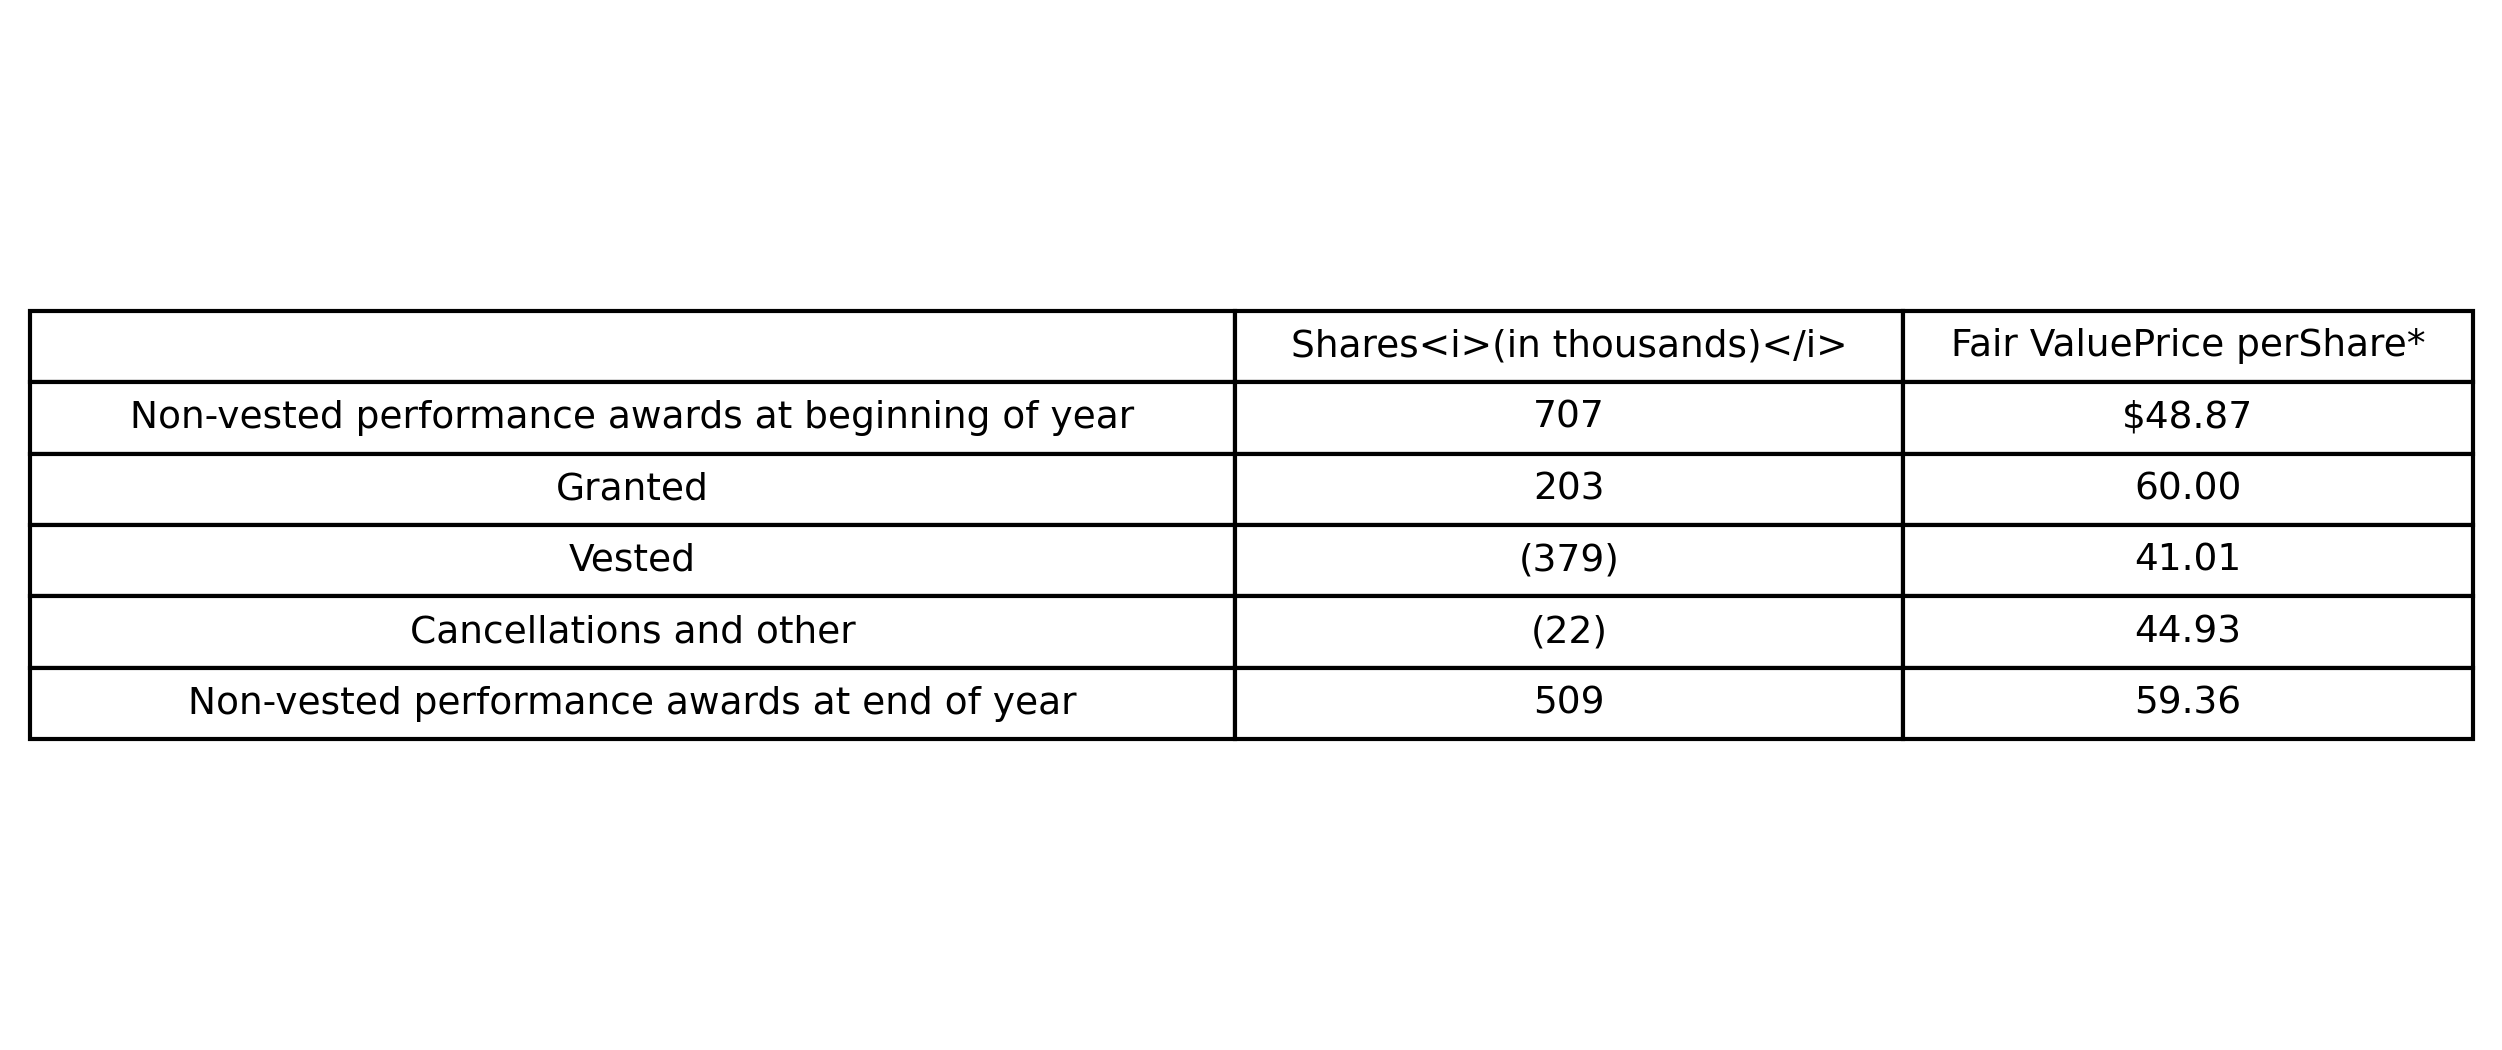 Shares<i>(in thousands)</i> Fair ValuePrice perShare*
Non-vested performance awards at beginning of year 707 $48.87
Granted 203 60.00
Vested (379) 41.01
Cancellations and other (22) 44.93
Non-vested performance awards at end of year 509 59.36